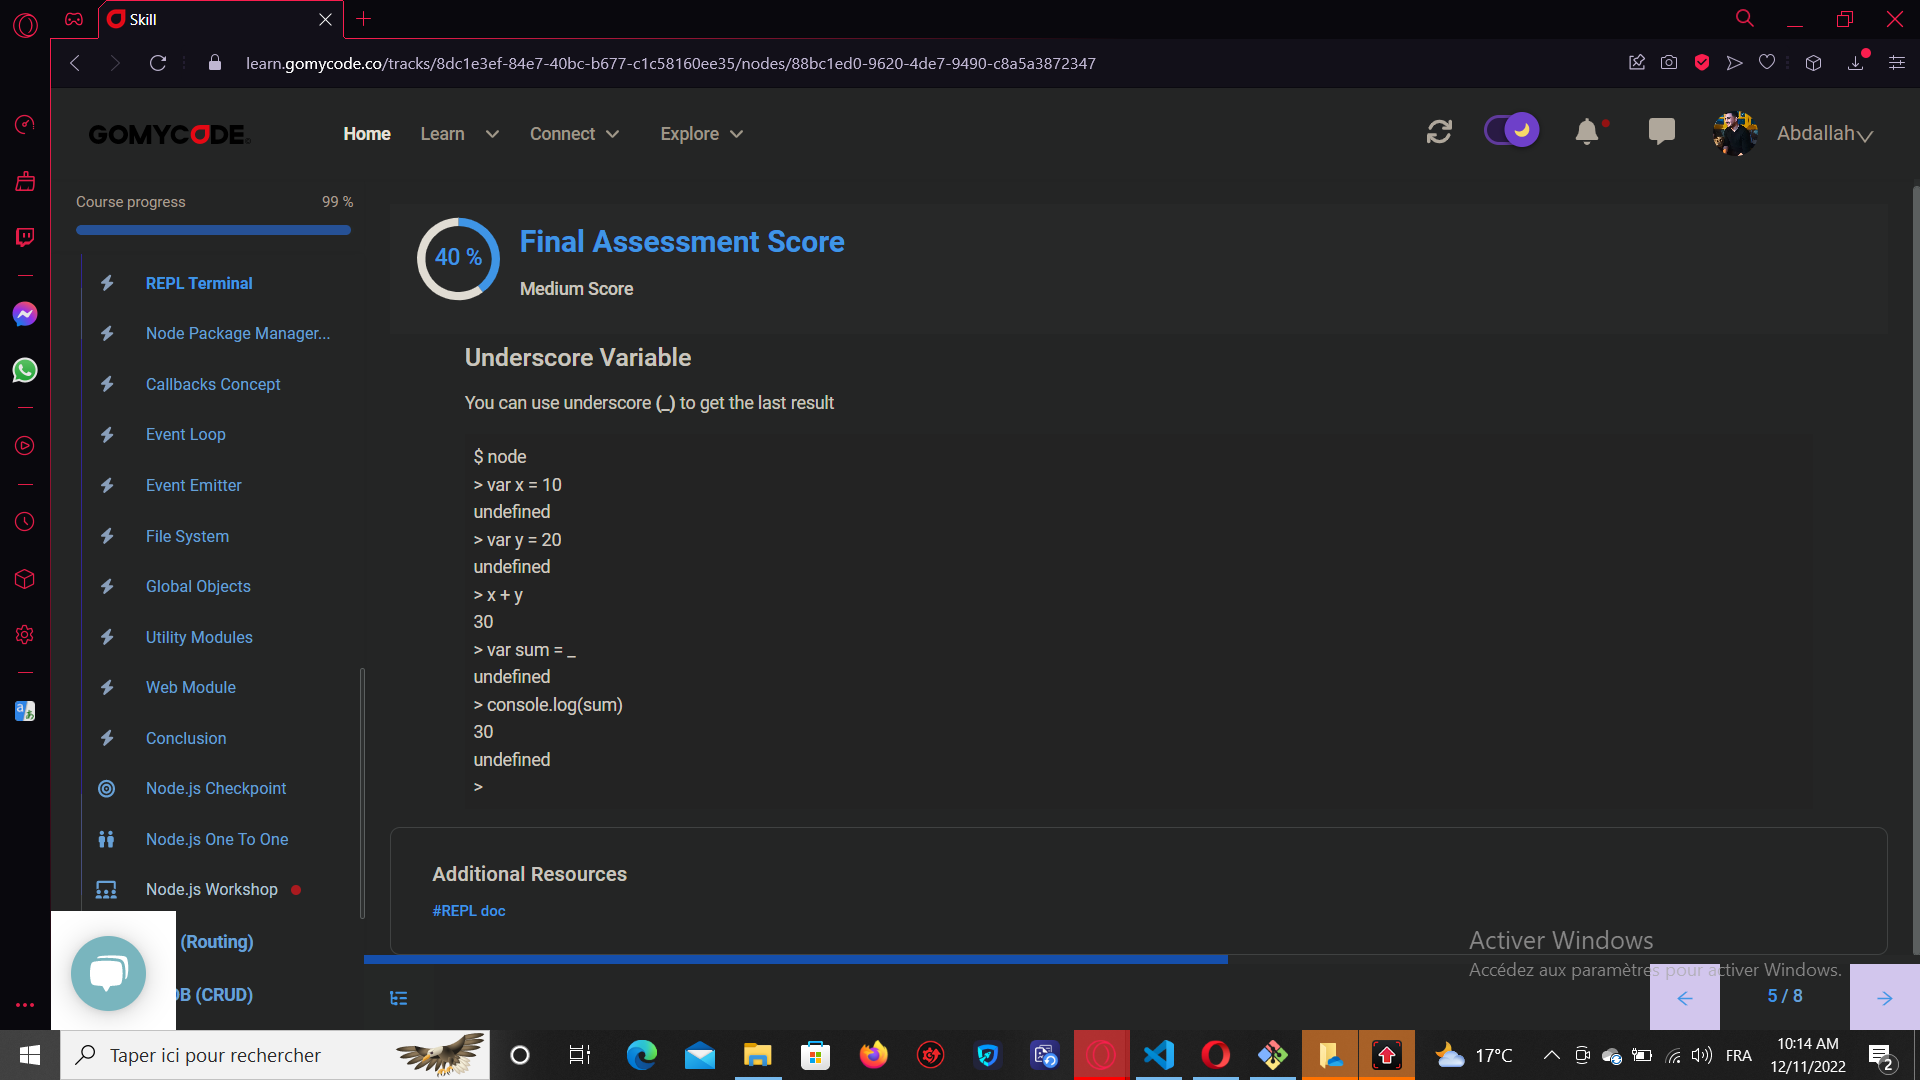 Skill
learn.gomycode.co/tracks/8dc1e3ef-84e7-40bc-b677-c1c58160ee35/nodes/88bc1ed0-9620-4de7-9490-c8a5a3872347
GOMYCODE
Home
Learn
Connect
Explore
Abdallah
Course progress
99 %
REPL Terminal
Node Package Manager...
Callbacks Concept
Event Loop
Event Emitter
File System
Global Objects
Utility Modules
Web Module
Conclusion
Node.js Checkpoint
Node.js One To One
Node.js Workshop
(Routing)
DB (CRUD)
40 %
Final Assessment Score
Medium Score
Underscore Variable
You can use underscore (_) to get the last result
$ node
> var x = 10
undefined
> var y = 20
undefined
> x + y
30
> var sum = _
undefined
> console.log(sum)
30
undefined
>
Additional Resources
#REPL doc
Activer Windows
Accédez aux paramètres pour activer Windows.
5 / 8
Taper ici pour rechercher
17°C
FRA
10:14 AM
12/11/2022
2